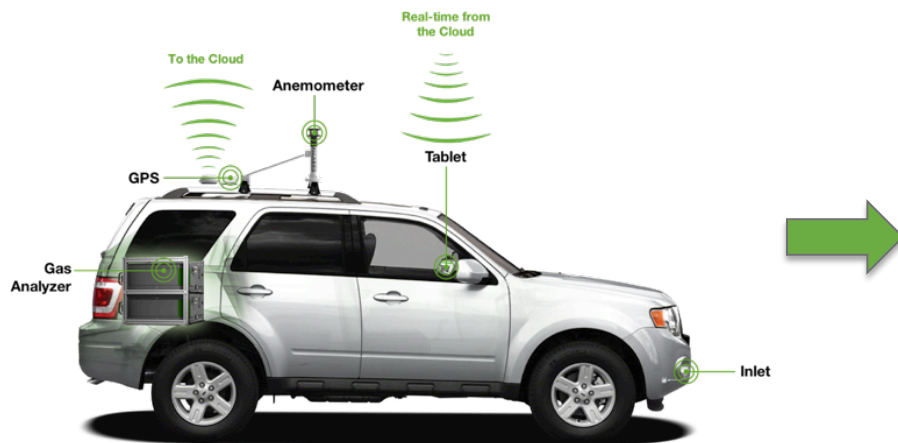 Real-time from
the Cloud
To the Cloud
Anemometer
Tablet
GPS
Gas
Analyzer
Inlet